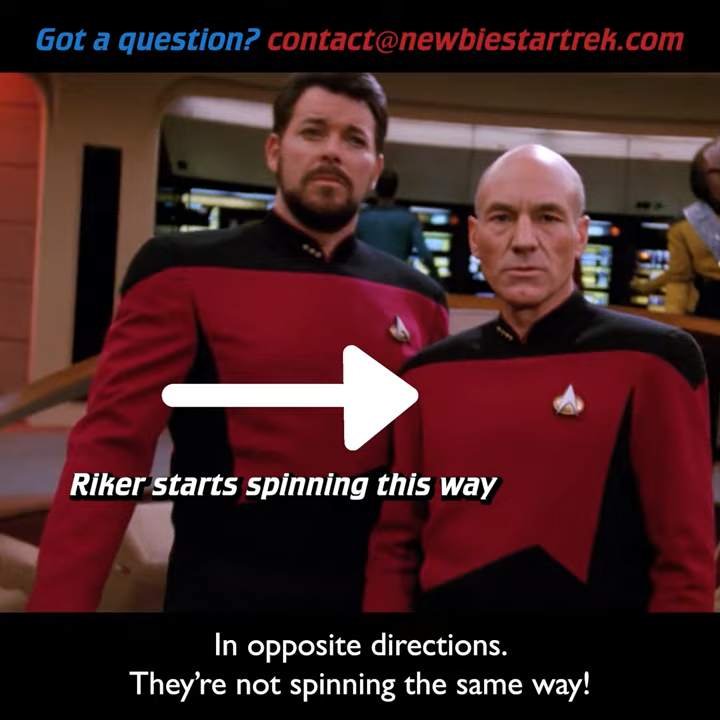 Got a question? contact@newbiestartrek.com
Riker starts spinning this way
In opposite directions.
They're not spinning the same way!